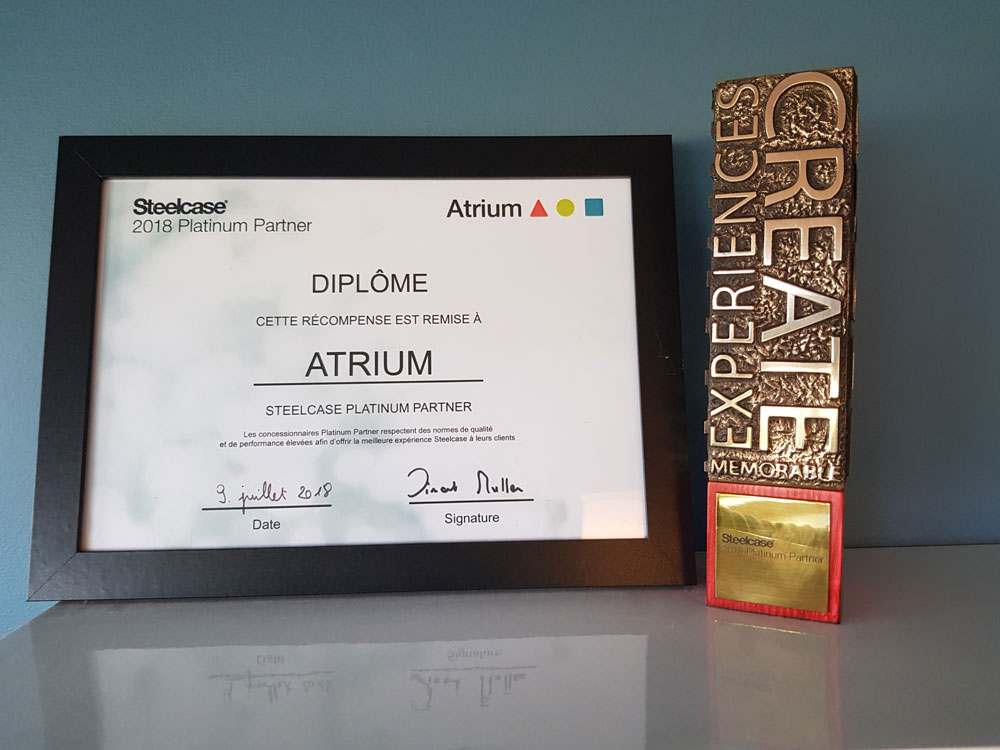 Steelcase®
2018 Platinum Partner
Atrium
DIPLÔME
CETTE RÉCOMPENSE EST REMISE À
ATRIUM
STEELCASE PLATINUM PARTNER
Les concessionnaires Platinum Partner respectent des normes de qualité
et de performance élevées afin d'offrir la meilleure expérience Steelcase à leurs clients
9. juillet 2018
Date
Muller
Signature
CREATE
EXPERIENCES
MEMORABLE
Steelcase®
2018 Platinum Partner